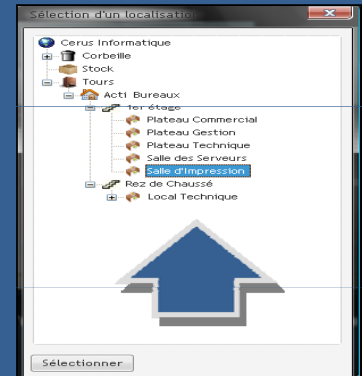 Sélection d'un localisatio
Cerus Informatique
Corbeille
Stock
Tours
Acti Bureaux
1er étage
Plateau Commercial
Plateau Gestion
Plateau Technique
Salle des Serveurs
Salle d'Impression
Rez de Chaussé
Local Technique
Sélectionner